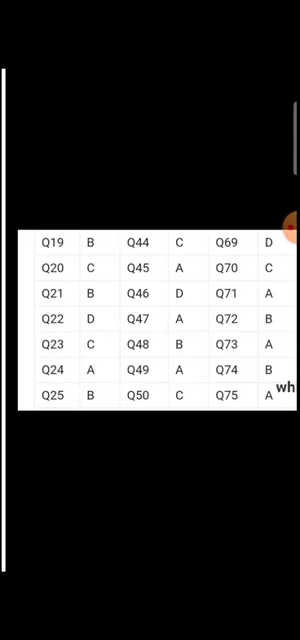 Q19 B Q44 C Q69 D
Q20 C Q45 A Q70 C
Q21 B Q46 D Q71 A
Q22 D Q47 A Q72 B
Q23 C Q48 B Q73 A
Q24 A Q49 A Q74 B
Q25 B Q50 C Q75 A
wh